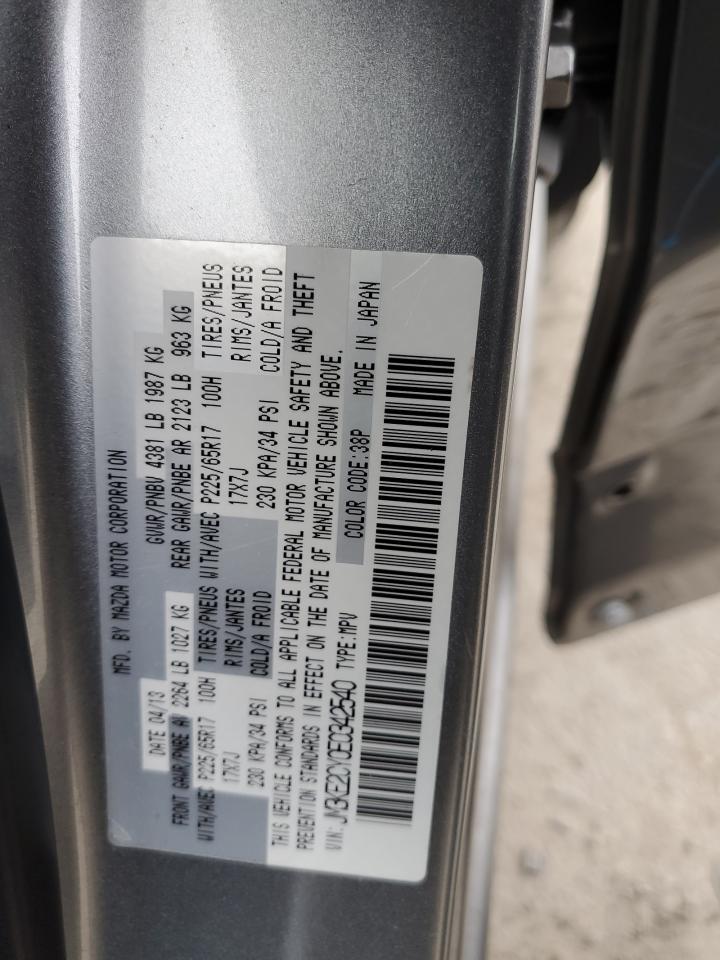 MFD. BY MAZDA MOTOR CORPORATION
DATE 04/13 GVWR/PNBV 4381 LB 1987 KG
FRONT GAWR/PNBE AV 2264 LB 1027 KG REAR GAWR/PNBE AR 2123 LB 963 KG
WITH/AVEC P225/65R17 100H TIRES/PNEUS WITH/AVEC P225/65R17 100H TIRES/PNEUS
17X7J RIMS/JANTES 17X7J RIMS/JANTES
230 KPA/34 PSI COLD/A FROID 230 KPA/34 PSI COLD/A FROID
THIS VEHICLE CONFORMS TO ALL APPLICABLE FEDERAL MOTOR VEHICLE SAFETY AND THEFT
PREVENTION STANDARDS IN EFFECT ON THE DATE OF MANUFACTURE SHOWN ABOVE.
VIN: JM3KE2CY0E0342540 TYPE:MPV COLOR CODE:38P MADE IN JAPAN